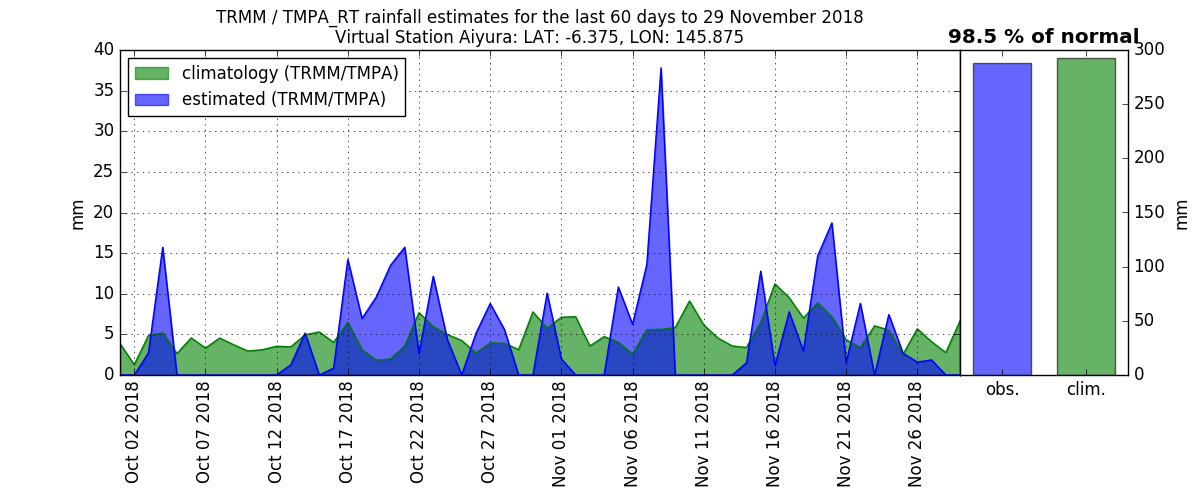 TRMM / TMPA_RT rainfall estimates for the last 60 days to 29 November 2018
Virtual Station Aiyura: LAT: -6.375, LON: 145.875
98.5 % of normal
climatology (TRMM/TMPA)
estimated (TRMM/TMPA)
mm
40
35
30
25
20
15
10
5
0
Oct 02 2018
Oct 07 2018
Oct 12 2018
Oct 17 2018
Oct 22 2018
Oct 27 2018
Nov 01 2018
Nov 06 2018
Nov 11 2018
Nov 16 2018
Nov 21 2018
Nov 26 2018
obs.
clim.
300
250
200
150
100
50
0
mm